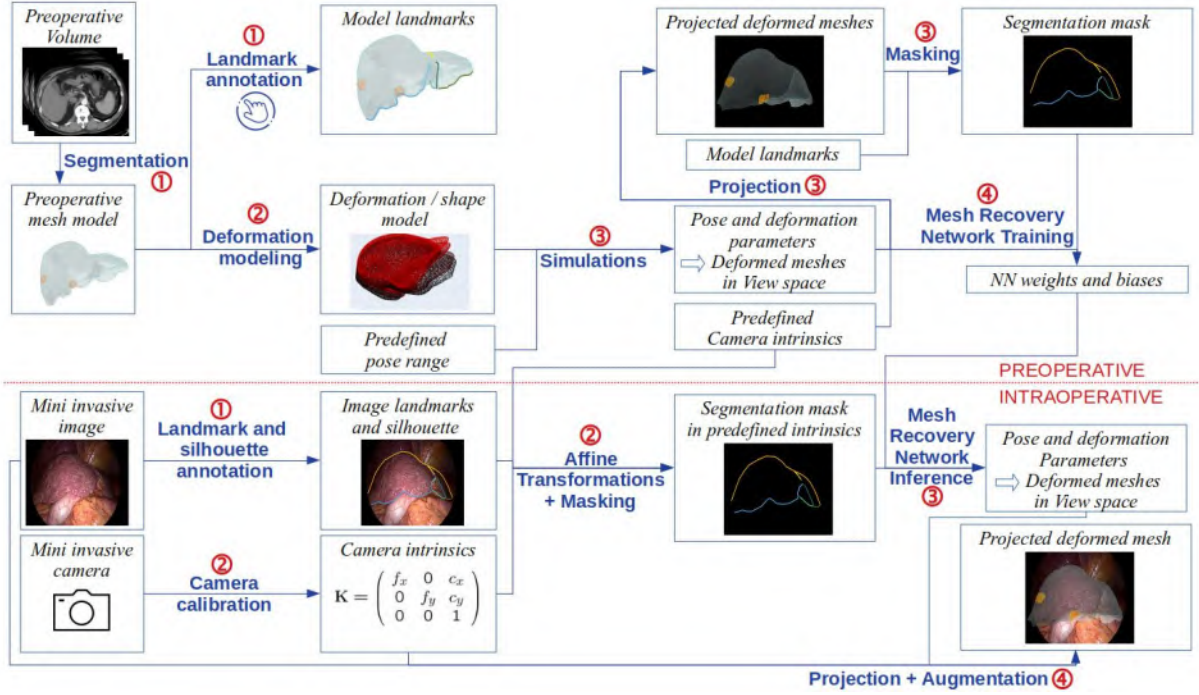 Preoperative
Volume
①
Landmark
annotation
Model landmarks
Projected deformed meshes
③
Masking
Segmentation mask
Model landmarks
Segmentation
①
Preoperative
mesh model
②
Deformation
modeling
Deformation / shape
model
③
Simulations
Projection ③
Pose and deformation
parameters
Deformed meshes
in View space
④
Mesh Recovery
Network Training
NN weights and biases
Predefined
pose range
Predefined
Camera intrinsics
PREOPERATIVE
INTRAOPERATIVE
Mini invasive
image
①
Landmark and
silhouette
annotation
Image landmarks
and silhouette
②
Affine
Transformations
+ Masking
Segmentation mask
in predefined intrinsics
Mesh
Recovery
Network
Inference
③
Pose and deformation
Parameters
Deformed meshes
in View space
Mini invasive
camera
②
Camera
calibration
Camera intrinsics
K = ( f_x 0 c_x
0 f_y c_y
0 0 1 )
Projected deformed mesh
Projection + Augmentation ④